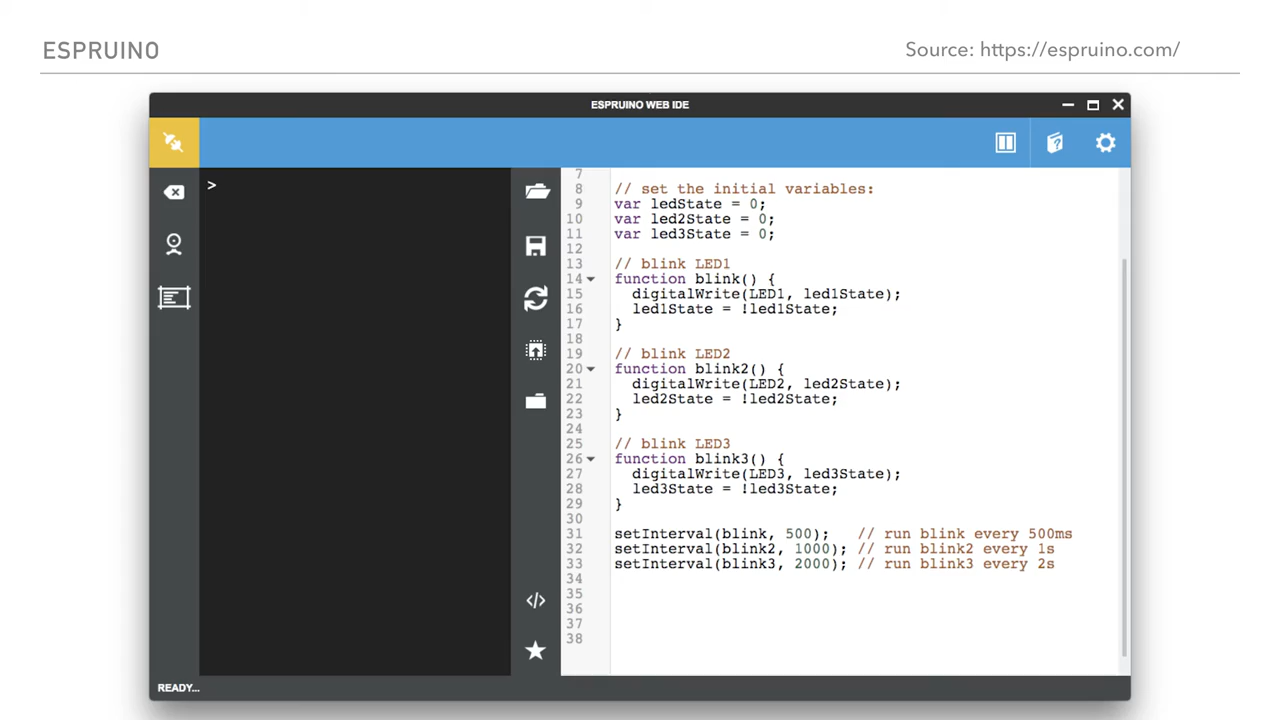 ESPRUINO
Source: https://espruino.com/
ESPRUINO WEB IDE
>
7
8 // set the initial variables:
9 var ledState = 0;
10 var led2State = 0;
11 var led3State = 0;
12
13 // blink LED1
14 function blink() {
15 digitalWrite(LED1, led1State);
16 led1State = !led1State;
17 }
18
19 // blink LED2
20 function blink2() {
21 digitalWrite(LED2, led2State);
22 led2State = !led2State;
23 }
24
25 // blink LED3
26 function blink3() {
27 digitalWrite(LED3, led3State);
28 led3State = !led3State;
29 }
30
31 setInterval(blink, 500); // run blink every 500ms
32 setInterval(blink2, 1000); // run blink2 every 1s
33 setInterval(blink3, 2000); // run blink3 every 2s
34
35
36
37
38
READY...